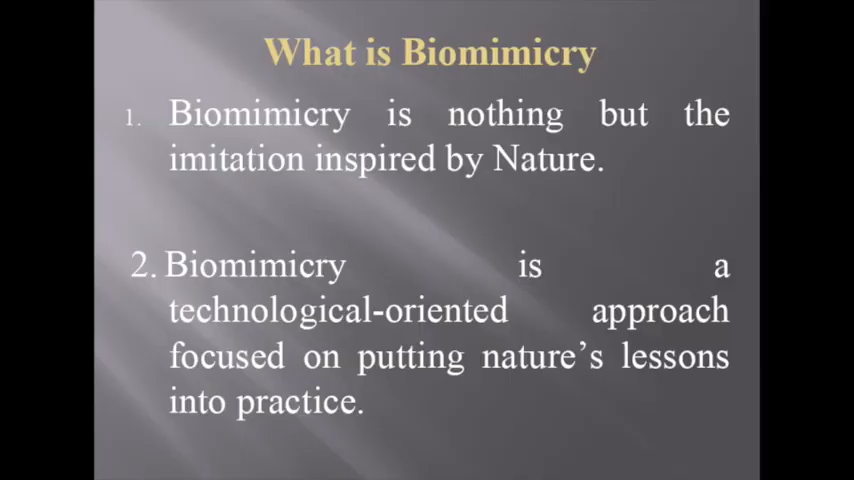 What is Biomimicry
1. Biomimicry is nothing but the
imitation inspired by Nature.
2. Biomimicry is a
technological-oriented approach
focused on putting nature’s lessons
into practice.